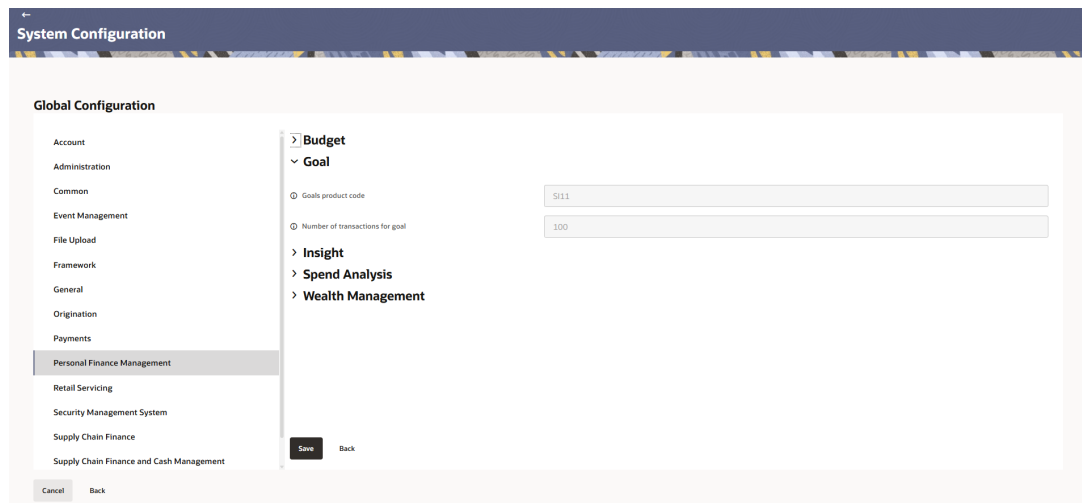 System Configuration
Global Configuration
Account
Administration
Common
Event Management
File Upload
Framework
General
Origination
Payments
Personal Finance Management
Retail Servicing
Security Management System
Supply Chain Finance
Supply Chain Finance and Cash Management
Budget
Goal
Goals product code SI11
Number of transactions for goal 100
Insight
Spend Analysis
Wealth Management
Save Back
Cancel Back